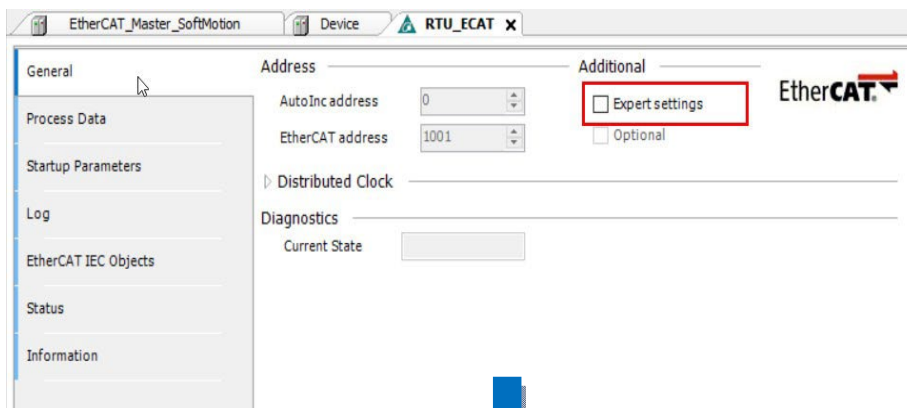 EtherCAT_Master_SoftMotion Device RTU_ECAT X
General
Process Data
Startup Parameters
Log
EtherCAT IEC Objects
Status
Information
Address
AutoInc address 0
EtherCAT address 1001
Distributed Clock
Diagnostics
Current State
Additional
Expert settings
Optional
EtherCAT.